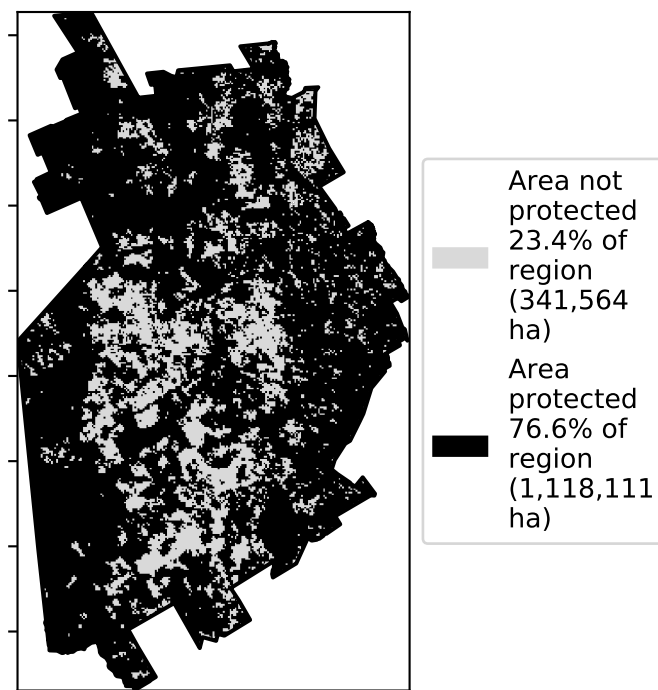 Area not
protected
23.4% of
region
(341,564
ha)
Area
protected
76.6% of
region
(1,118,111
ha)